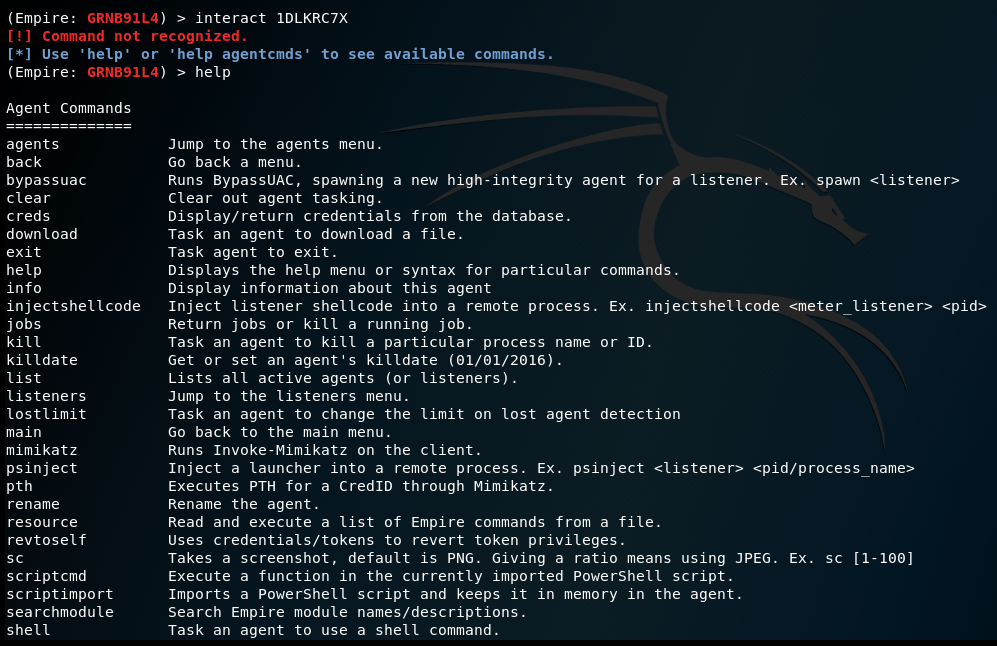 (Empire: GRNB91L4) > interact 1DLKRC7X
[!] Command not recognized.
[*] Use 'help' or 'help agentcmds' to see available commands.
(Empire: GRNB91L4) > help
Agent Commands
==============
agents Jump to the agents menu.
back Go back a menu.
bypassuac Runs BypassUAC, spawning a new high-integrity agent for a listener. Ex. spawn <listener>
clear Clear out agent tasking.
creds Display/return credentials from the database.
download Task an agent to download a file.
exit Task agent to exit.
help Displays the help menu or syntax for particular commands.
info Display information about this agent
injectshellcode Inject listener shellcode into a remote process. Ex. injectshellcode <meter_listener> <pid>
jobs Return jobs or kill a running job.
kill Task an agent to kill a particular process name or ID.
killdate Get or set an agent's killdate (01/01/2016).
list Lists all active agents (or listeners).
listeners Jump to the listeners menu.
lostlimit Task an agent to change the limit on lost agent detection
main Go back to the main menu.
mimikatz Runs Invoke-Mimikatz on the client.
psinject Inject a launcher into a remote process. Ex. psinject <listener> <pid/process_name>
pth Executes PTH for a CredID through Mimikatz.
rename Rename the agent.
resource Read and execute a list of Empire commands from a file.
revtoself Uses credentials/tokens to revert token privileges.
sc Takes a screenshot, default is PNG. Giving a ratio means using JPEG. Ex. sc [1-100]
scriptcmd Execute a function in the currently imported PowerShell script.
scriptimport Imports a PowerShell script and keeps it in memory in the agent.
searchmodule Search Empire module names/descriptions.
shell Task an agent to use a shell command.